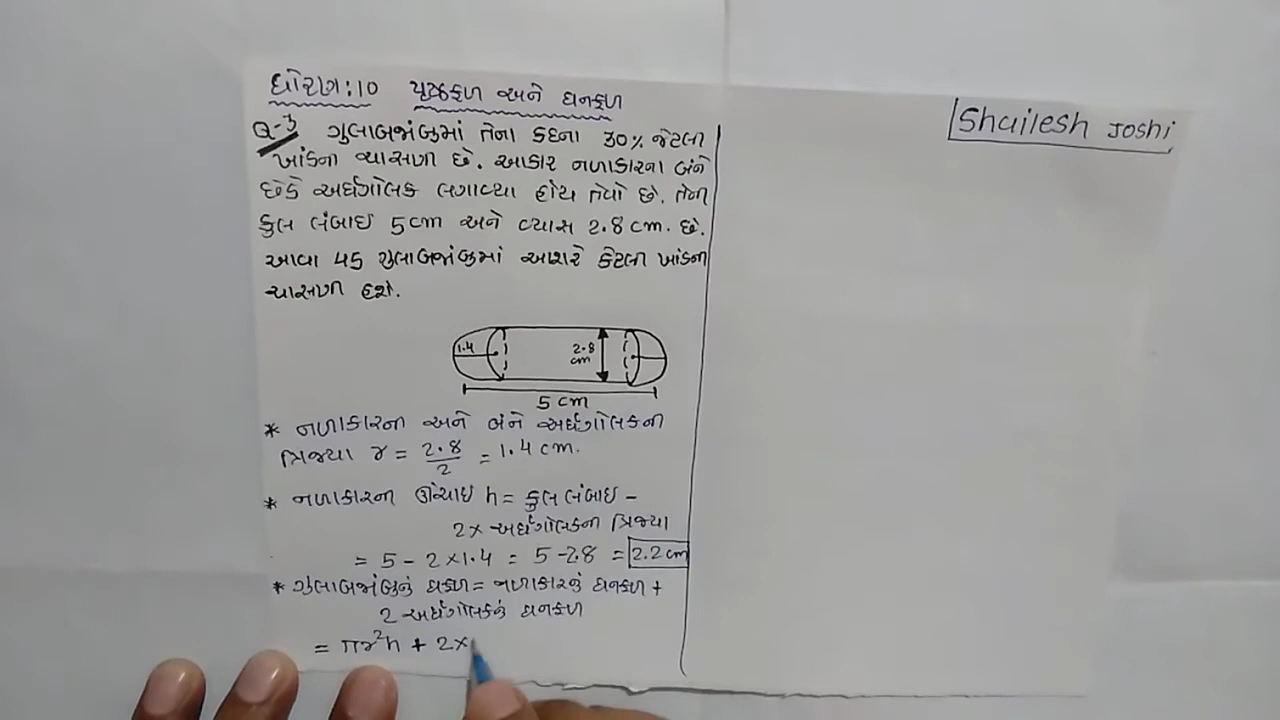 ધોરણ:10 પૃષ્ઠફળ અને ઘનફળ
Shailesh Joshi
Q-3 ગુલાબજાંબુમાં તેના કદના 30% જેટલી
ખાંડની ચાસણી છે. આકાર નળાકારના બંને
છેડે અર્ધગોલક લગાવ્યા હોય તેવો છે. તેની
કુલ લંબાઇ 5cm અને વ્યાસ 2.8 cm. છે.
આવા 45 ગુલાબજાંબુમાં આશરે કેટલી ખાંડની
ચાસણી હશે.
1.4
2.8
cm
5 cm
* નળાકારની અને બંને અર્ધગોલકની
ત્રિજ્યા r = 2.8/2 = 1.4 cm.
* નળાકારની ઊંચાઇ h = કુલ લંબાઇ -
2x અર્ધગોલકની ત્રિજ્યા
= 5 - 2 x 1.4 = 5 - 2.8 = 2.2 cm
* ગુલાબજાંબુનું ઘફળ = નળાકારનું ઘનફળ +
2 અર્ધગોલકનું ઘનફળ
= πr²h + 2x